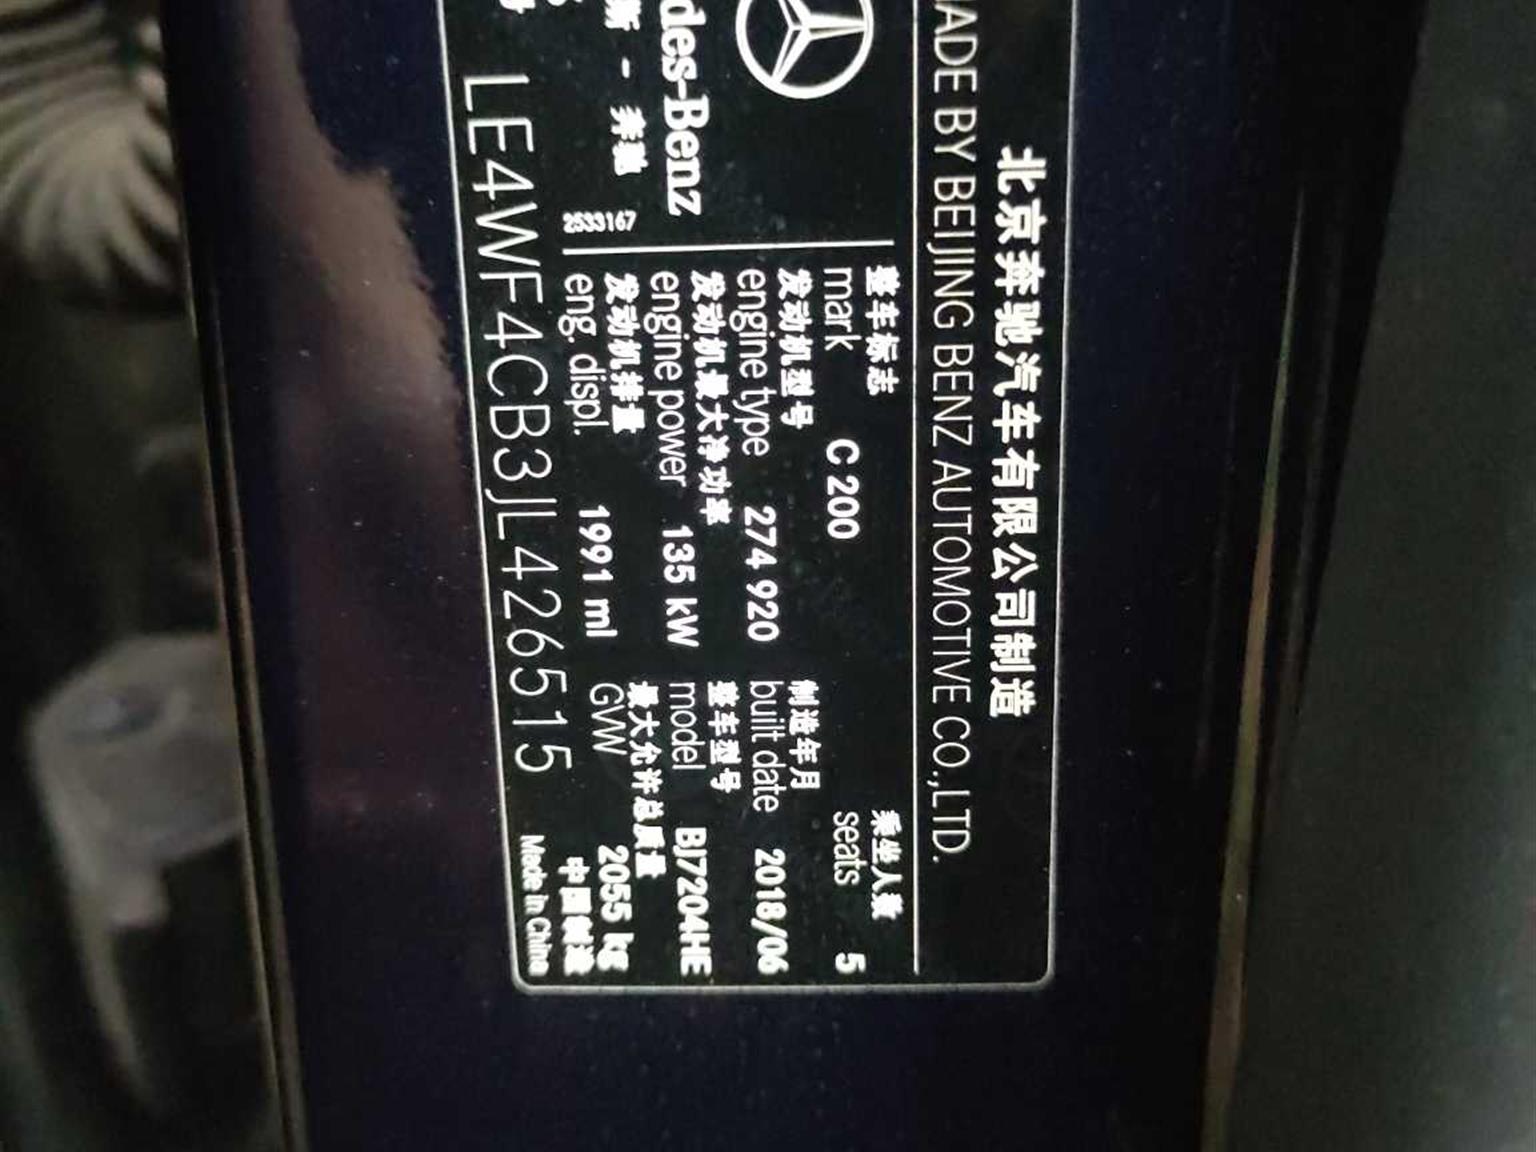 北京奔驰汽车有限公司制造
MADE BY BEIJING BENZ AUTOMOTIVE CO.,LTD.
des-Benz
斯 - 奔驰
2533167
整车标志
mark C 200
乘坐人数
seats 5
发动机型号
engine type 274 920
制造年月
built date 2018/06
发动机最大净功率
engine power 135 kW
整车型号
model BJ7204HE
发动机排量
eng. displ. 1991 ml
最大允许总质量
GVW 2055 kg
中国制造
Made In China
LE4WF4CB3JL426515